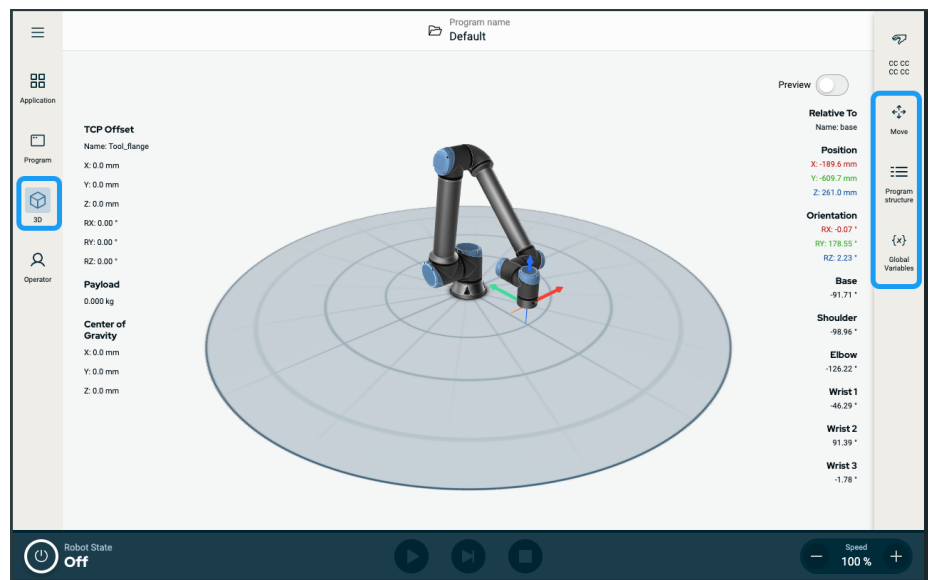 Program name
Default
Application
Program
3D
Operator
TCP Offset
Name: Tool_flange
X: 0.0 mm
Y: 0.0 mm
Z: 0.0 mm
RX: 0.00 °
RY: 0.00 °
RZ: 0.00 °
Payload
0.000 kg
Center of
Gravity
X: 0.0 mm
Y: 0.0 mm
Z: 0.0 mm
Preview
Relative To
Name: base
Position
X: -189.6 mm
Y: -609.7 mm
Z: 261.0 mm
Orientation
RX: -0.07 °
RY: 178.55 °
RZ: 2.23 °
Base
-91.71 °
Shoulder
-98.96 °
Elbow
-126.22 °
Wrist 1
-46.29 °
Wrist 2
91.39 °
Wrist 3
-1.78 °
CC CC
CC CC
Move
Program
structure
{x}
Global
Variables
Robot State
Off
Speed
100 %